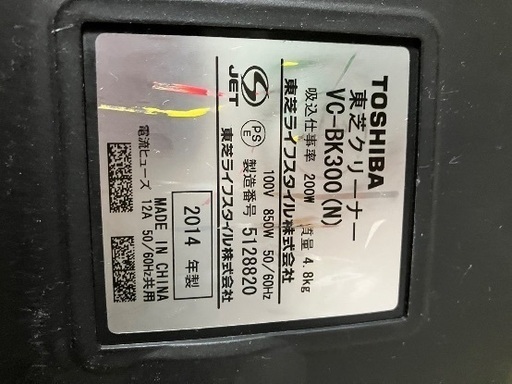 TOSHIBA
東芝クリーナー
VC-BK300(N)
吸込仕事率 200W 質量 4.8kg
100V 850W 50/60Hz
東芝ライフスタイル株式会社
JET
PS E 製造番号 5128820
東芝ライフスタイル株式会社
2014 年製
MADE IN CHINA
電流ヒューズ 12A 50/60Hz共用